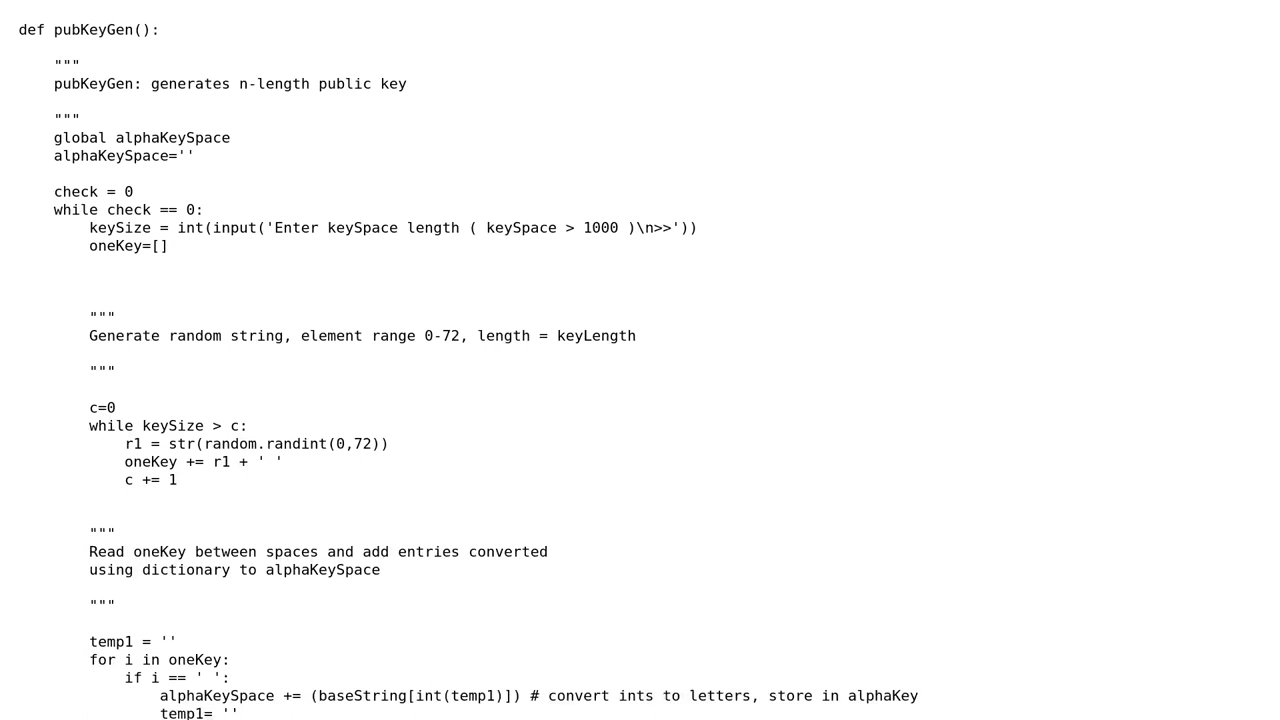 def pubKeyGen():
"""
pubKeyGen: generates n-length public key
"""
global alphaKeySpace
alphaKeySpace=''
check = 0
while check == 0:
keySize = int(input('Enter keySpace length ( keySpace > 1000 )\n>>'))
oneKey=[]
"""
Generate random string, element range 0-72, length = keyLength
"""
c=0
while keySize > c:
r1 = str(random.randint(0,72))
oneKey += r1 + ' '
c += 1
"""
Read oneKey between spaces and add entries converted
using dictionary to alphaKeySpace
"""
temp1 = ''
for i in oneKey:
if i == ' ':
alphaKeySpace += (baseString[int(temp1)]) # convert ints to letters, store in alphaKey
temp1= ''